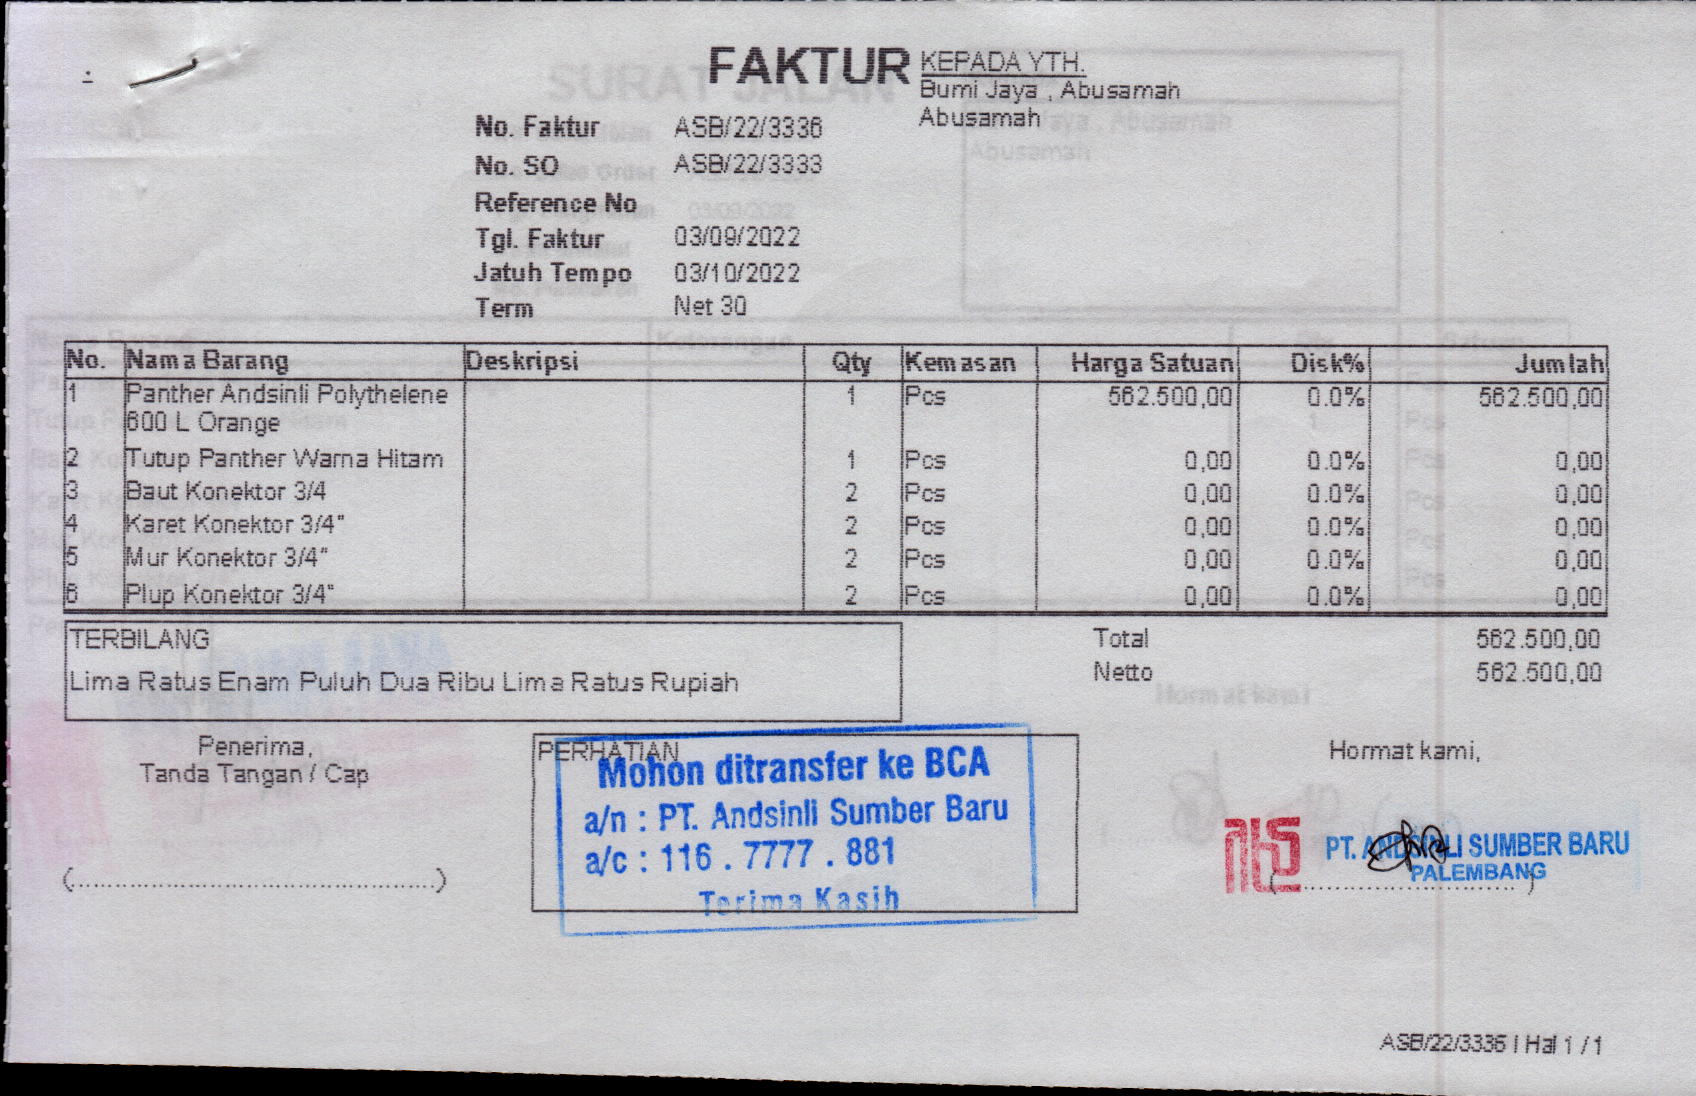 FAKTUR
KEPADA YTH.
Bumi Jaya , Abusamah
Abusamah
No. Faktur ASB/22/3336
No. SO ASB/22/3333
Reference No
Tgl. Faktur 03/09/2022
Jatuh Tempo 03/10/2022
Term Net 30
No. Nama Barang Deskripsi Qty Kemasan Harga Satuan Disk% Jumlah
1 Panther Andsinli Polythelene 1 Pcs 562.500,00 0.0% 562.500,00
600 L Orange
2 Tutup Panther Warna Hitam 1 Pcs 0,00 0.0% 0,00
3 Baut Konektor 3/4 2 Pcs 0,00 0.0% 0,00
4 Karet Konektor 3/4" 2 Pcs 0,00 0.0% 0,00
5 Mur Konektor 3/4" 2 Pcs 0,00 0.0% 0,00
6 Plup Konektor 3/4" 2 Pcs 0,00 0.0% 0,00
TERBILANG
Lima Ratus Enam Puluh Dua Ribu Lima Ratus Rupiah
Total 562.500,00
Netto 562.500,00
Penerima,
Tanda Tangan / Cap
(..............................................)
PERHATIAN
Mohon ditransfer ke BCA
a/n : PT. Andsinli Sumber Baru
a/c : 116 . 7777 . 881
Terima Kasih
Hormat kami,
PT. ANDSINLI SUMBER BARU
PALEMBANG
(..............................)
ASB/22/3336 / Hal 1 / 1